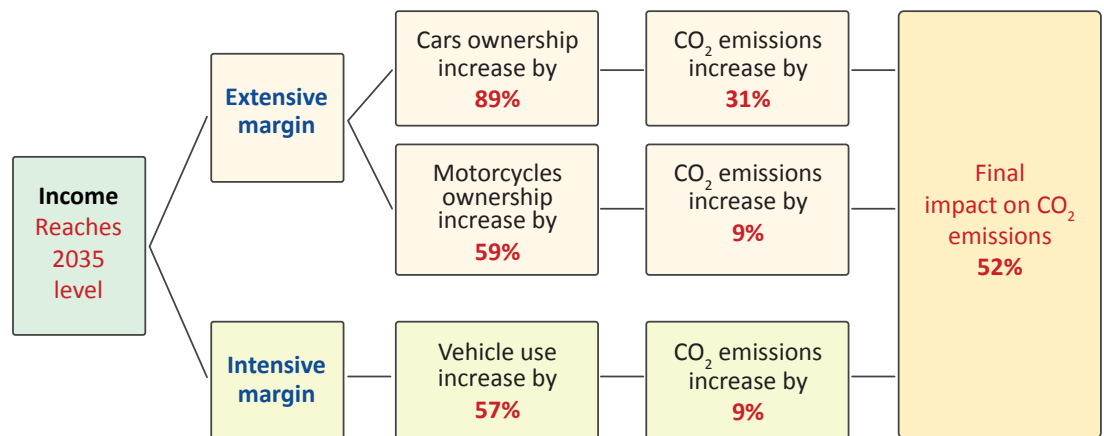 Income
Reaches
2035
level
Extensive
margin
Cars ownership
increase by
89%
CO₂ emissions
increase by
31%
Motorcycles
ownership
increase by
59%
CO₂ emissions
increase by
9%
Intensive
margin
Vehicle use
increase by
57%
CO₂ emissions
increase by
9%
Final
impact on CO₂
emissions
52%